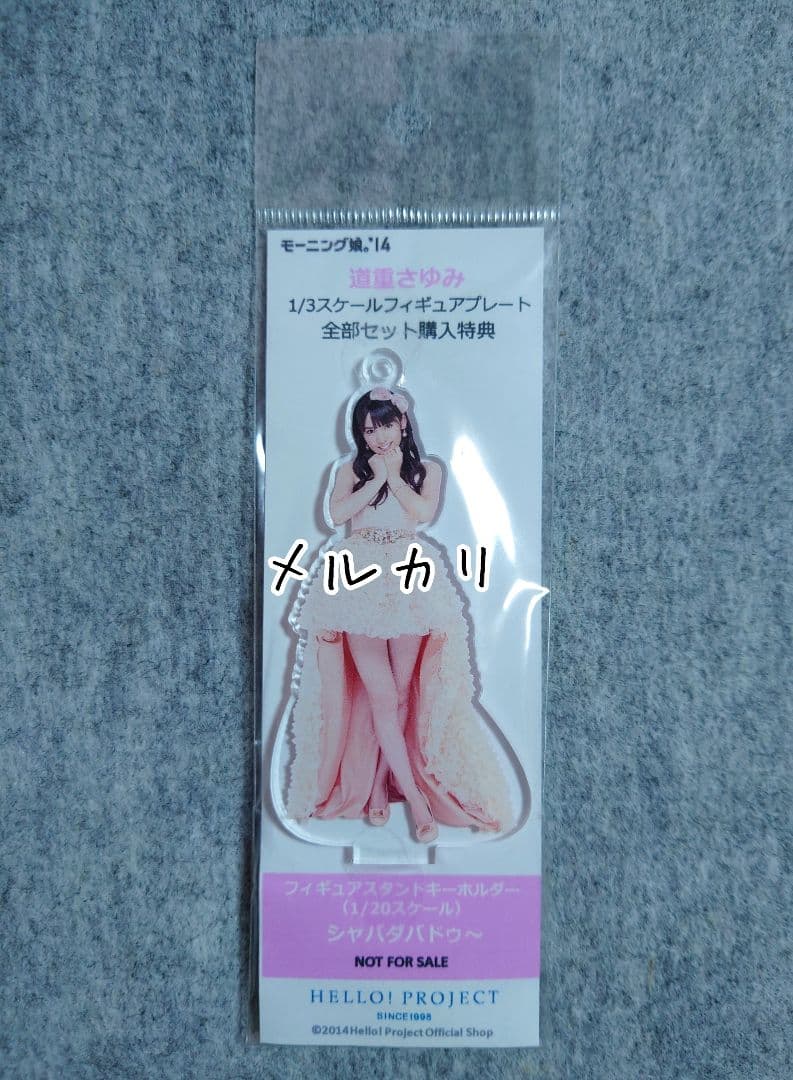 モーニング娘。'14
道重さゆみ
1/3スケールフィギュアプレート
全部セット購入特典
メルカリ
フィギュアスタンドキーホルダー
(1/20スケール)
シャバダバドゥ～
NOT FOR SALE
HELLO! PROJECT
SINCE1998
©2014Hello! Project Official Shop